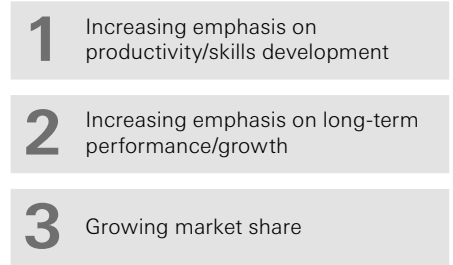 1 Increasing emphasis on
productivity/skills development
2 Increasing emphasis on long-term
performance/growth
3 Growing market share